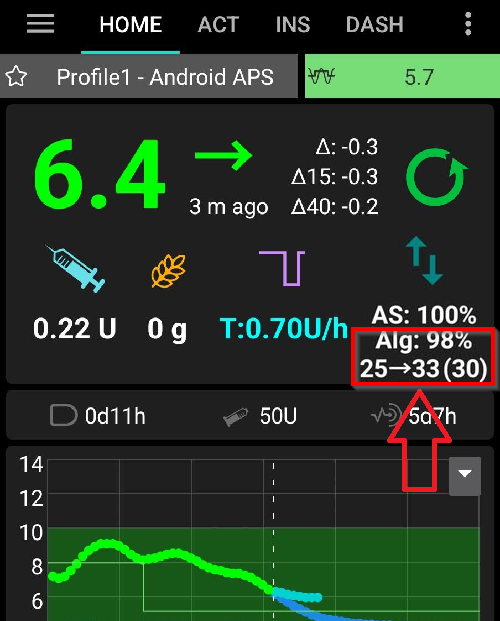 HOME ACT INS DASH
Profile1 - Android APS 5.7
6.4
Δ: -0.3
Δ15: -0.3
3 m ago Δ40: -0.2
AS: 100%
0.22 U 0 g T:0.70U/h Alg: 98%
25→33(30)
0d11h 50U 5d7h
14
12
10
8
6